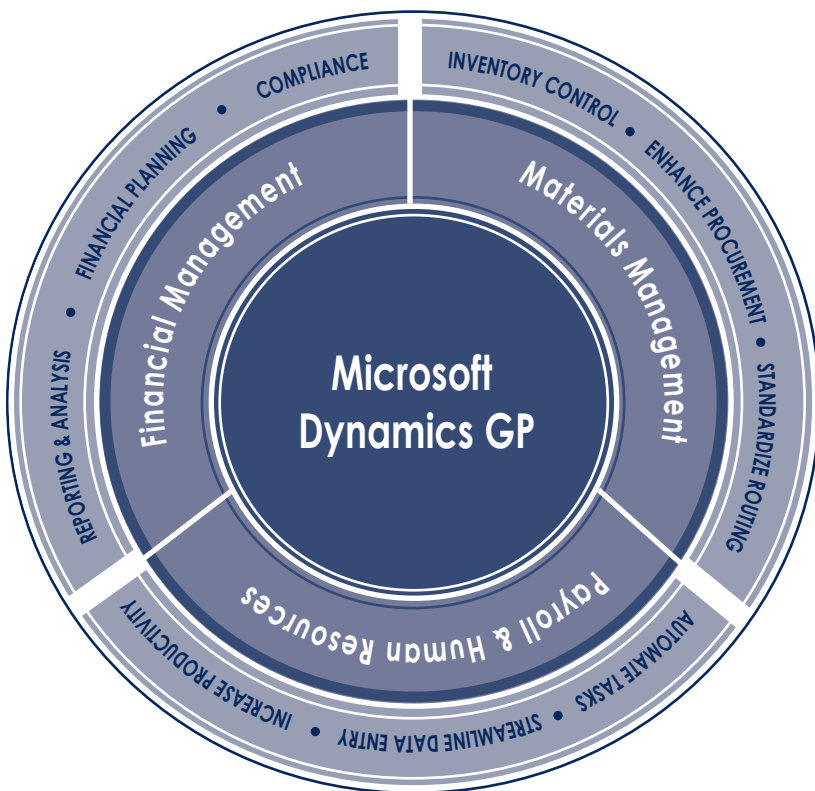 Microsoft
Dynamics GP
Financial Management
Materials Management
Payroll & Human Resources
REPORTING & ANALYSIS • FINANCIAL PLANNING • COMPLIANCE
INVENTORY CONTROL • ENHANCE PROCUREMENT • STANDARDIZE ROUTING
AUTOMATE TASKS • STREAMLINE DATA ENTRY • INCREASE PRODUCTIVITY